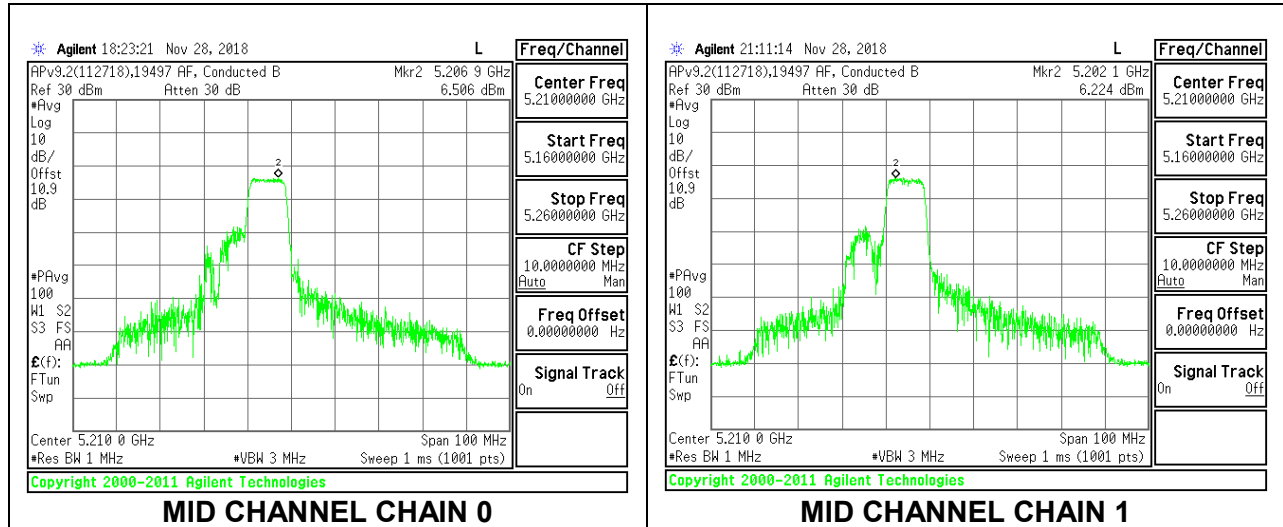 Agilent 18:23:21 Nov 28, 2018 L Freq/Channel
APv9.2(112718),19497 AF, Conducted B Mkr2 5.206 9 GHz
Ref 30 dBm Atten 30 dB 6.506 dBm
#Avg
Log
10
dB/
Offst
10.9
dB
2
#PAvg
100
W1 S2
S3 FS
AA
£(f):
FTun
Swp
Center 5.210 0 GHz Span 100 MHz
#Res BW 1 MHz #VBW 3 MHz Sweep 1 ms (1001 pts)
Center Freq
5.21000000 GHz
Start Freq
5.16000000 GHz
Stop Freq
5.26000000 GHz
CF Step
10.0000000 MHz
Auto Man
Freq Offset
0.00000000 Hz
Signal Track
On Off
Copyright 2000-2011 Agilent Technologies
MID CHANNEL CHAIN 0
Agilent 21:11:14 Nov 28, 2018 L Freq/Channel
APv9.2(112718),19497 AF, Conducted B Mkr2 5.202 1 GHz
Ref 30 dBm Atten 30 dB 6.224 dBm
#Avg
Log
10
dB/
Offst
10.9
dB
2
#PAvg
100
W1 S2
S3 FS
AA
£(f):
FTun
Swp
Center 5.210 0 GHz Span 100 MHz
#Res BW 1 MHz #VBW 3 MHz Sweep 1 ms (1001 pts)
Center Freq
5.21000000 GHz
Start Freq
5.16000000 GHz
Stop Freq
5.26000000 GHz
CF Step
10.0000000 MHz
Auto Man
Freq Offset
0.00000000 Hz
Signal Track
On Off
Copyright 2000-2011 Agilent Technologies
MID CHANNEL CHAIN 1